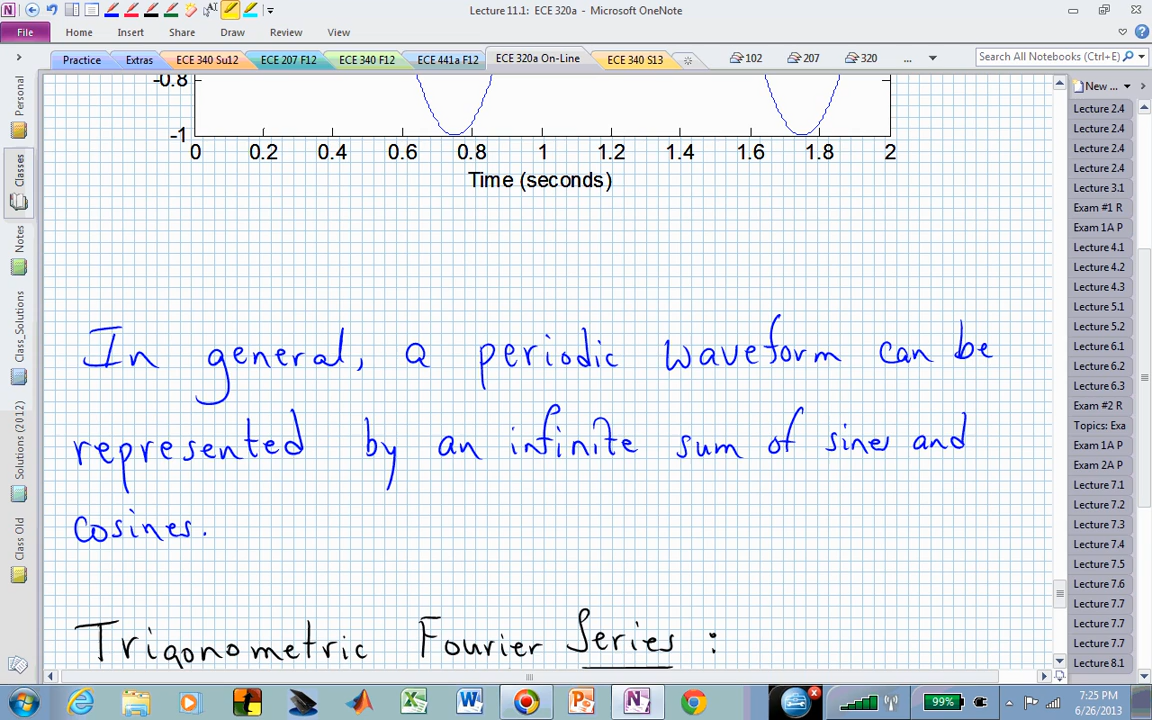 Lecture 11.1: ECE 320a - Microsoft OneNote
File Home Insert Share Draw Review View
Practice Extras ECE 340 Su12 ECE 207 F12 ECE 340 F12 ECE 441a F12 ECE 320a On-Line ECE 340 S13 102 207 320 ... Search All Notebooks (Ctrl+E)
Personal
Classes
Notes
Class_Solutions
Solutions (2012)
Class Old
-0.8
-1
0 0.2 0.4 0.6 0.8 1 1.2 1.4 1.6 1.8 2
Time (seconds)
In general, a periodic waveform can be
represented by an infinite sum of sines and
cosines.
Trigonometric Fourier Series :
New ...
Lecture 2.4
Lecture 2.4
Lecture 2.4
Lecture 2.4
Lecture 3.1
Exam #1 R
Exam 1A P
Lecture 4.1
Lecture 4.2
Lecture 4.3
Lecture 5.1
Lecture 5.2
Lecture 6.1
Lecture 6.2
Lecture 6.3
Exam #2 R
Topics: Exa
Exam 1A P
Exam 2A P
Lecture 7.1
Lecture 7.2
Lecture 7.3
Lecture 7.4
Lecture 7.5
Lecture 7.6
Lecture 7.7
Lecture 7.7
Lecture 7.7
Lecture 8.1
99%
7:25 PM
6/26/2013